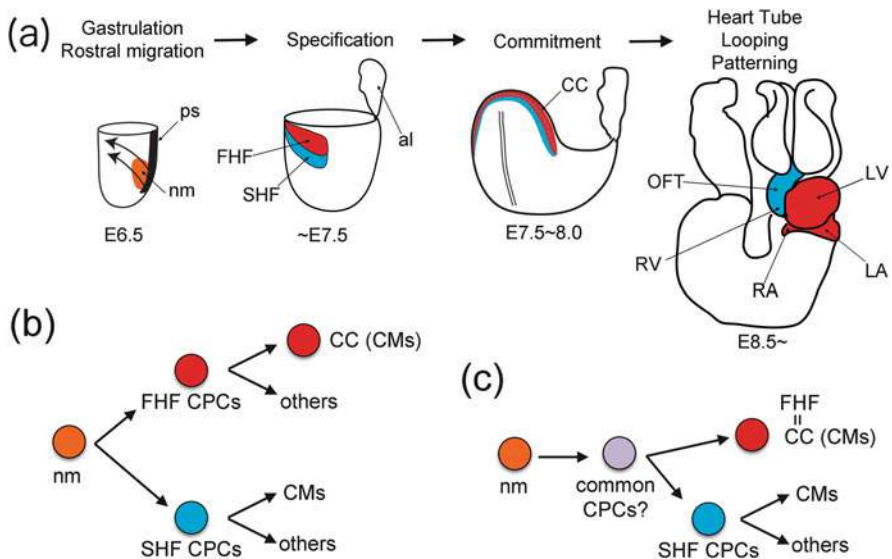 (a)
Gastrulation
Rostral migration
Specification
Commitment
Heart Tube
Looping
Patterning
ps
nm
E6.5
FHF
SHF
al
~E7.5
CC
E7.5~8.0
OFT
LV
RV
RA
LA
E8.5~
(b)
nm
FHF CPCs
CC (CMs)
others
SHF CPCs
CMs
others
(c)
nm
common
CPCs?
FHF
=
CC (CMs)
SHF CPCs
CMs
others